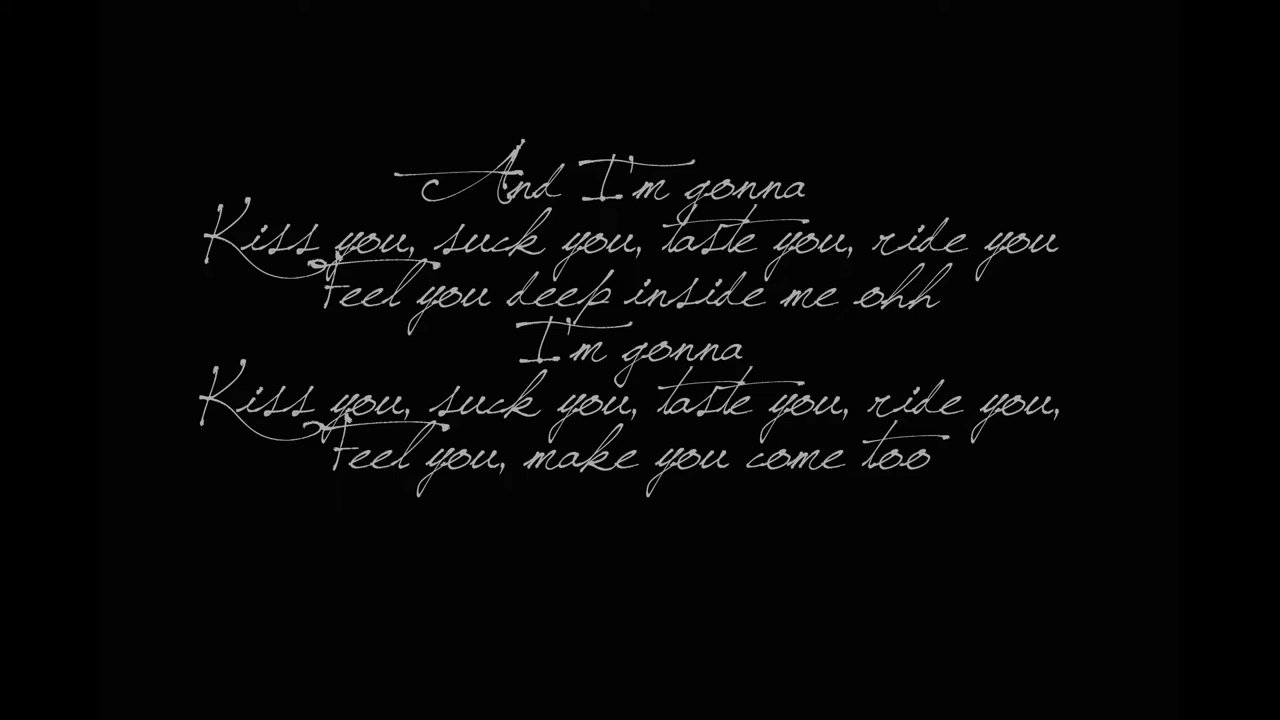 And I'm gonna
Kiss you, suck you, taste you, ride you
Feel you deep inside me ohh
I'm gonna
Kiss you, suck you, taste you, ride you,
Feel you, make you come too